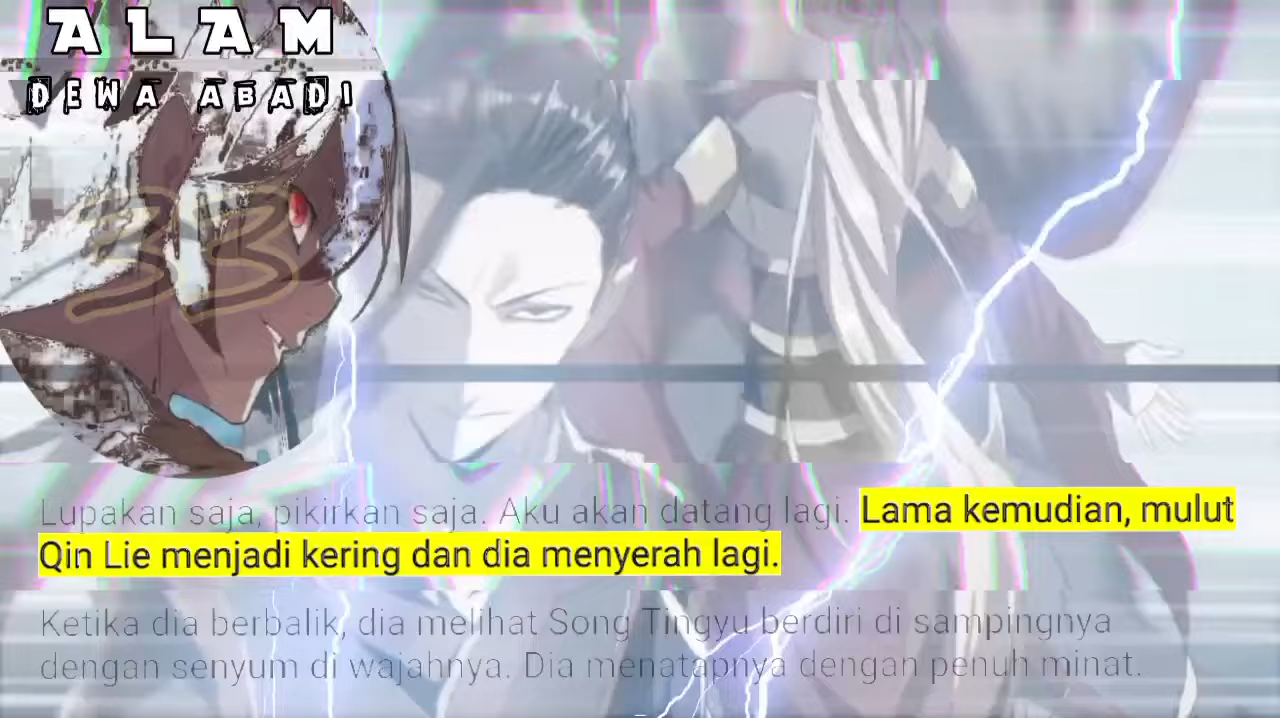 ALAM
DEWA ABADI
33
Lupakan saja, pikirkan saja. Aku akan datang lagi. Lama kemudian, mulut
Qin Lie menjadi kering dan dia menyerah lagi.
Ketika dia berbalik, dia melihat Song Tingyu berdiri di sampingnya
dengan senyum di wajahnya. Dia menatapnya dengan penuh minat.